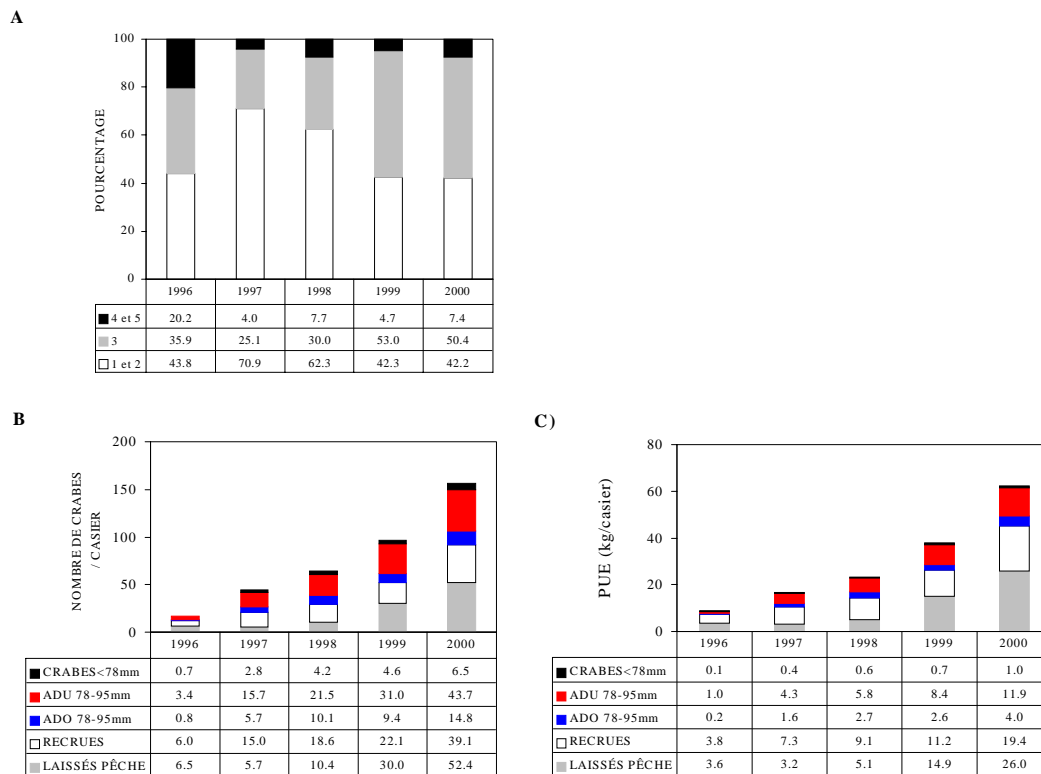 A
100
80
60
40
20
0
POURCENTAGE
1996 1997 1998 1999 2000
4 et 5 20.2 4.0 7.7 4.7 7.4
3 35.9 25.1 30.0 53.0 50.4
1 et 2 43.8 70.9 62.3 42.3 42.2
B
200
150
100
50
0
NOMBRE DE CRABES
/ CASIER
1996 1997 1998 1999 2000
CRABES<78mm 0.7 2.8 4.2 4.6 6.5
ADU 78-95mm 3.4 15.7 21.5 31.0 43.7
ADO 78-95mm 0.8 5.7 10.1 9.4 14.8
RECRUES 6.0 15.0 18.6 22.1 39.1
LAISSÉS PÊCHE 6.5 5.7 10.4 30.0 52.4
C)
80
60
40
20
0
PUE (kg/casier)
1996 1997 1998 1999 2000
CRABES<78mm 0.1 0.4 0.6 0.7 1.0
ADU 78-95mm 1.0 4.3 5.8 8.4 11.9
ADO 78-95mm 0.2 1.6 2.7 2.6 4.0
RECRUES 3.8 7.3 9.1 11.2 19.4
LAISSÉS PÊCHE 3.6 3.2 5.1 14.9 26.0